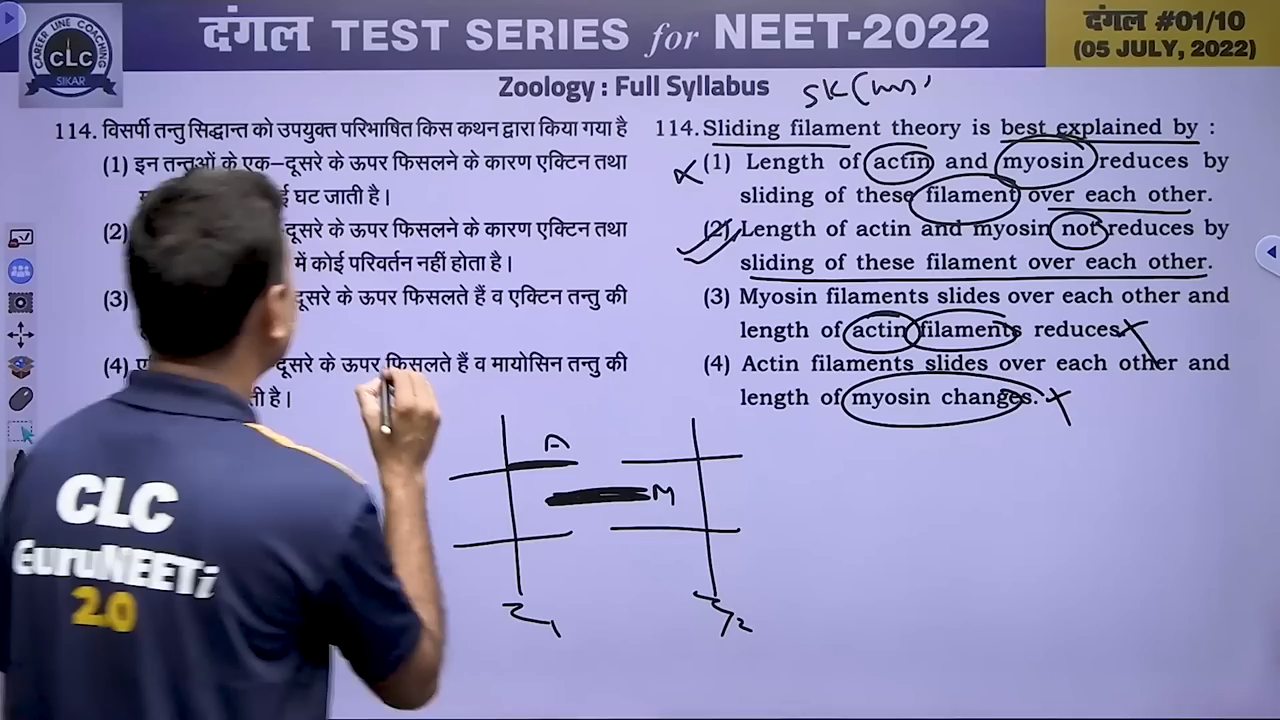 CAREER LINE COACHING
CLC
SIKAR
दंगल TEST SERIES for NEET-2022
दंगल #01/10
(05 JULY, 2022)
Zoology : Full Syllabus
114. विसर्पी तन्तु सिद्धान्त को उपयुक्त परिभाषित किस कथन द्वारा किया गया है
(1) इन तन्तुओं के एक–दूसरे के ऊपर फिसलने के कारण एक्टिन तथा
घट जाती है।
(2) दूसरे के ऊपर फिसलने के कारण एक्टिन तथा
में कोई परिवर्तन नहीं होता है।
(3) दूसरे के ऊपर फिसलते हैं व एक्टिन तन्तु की
(4) दूसरे के ऊपर फिसलते हैं व मायोसिन तन्तु की
है।
114. Sliding filament theory is best explained by :
(1) Length of actin and myosin reduces by
sliding of these filament over each other.
(2) Length of actin and myosin not reduces by
sliding of these filament over each other.
(3) Myosin filaments slides over each other and
length of actin filaments reduces
(4) Actin filaments slides over each other and
length of myosin changes.
A
M
Z1
Z2
CLC
GuruNEETi
2.0